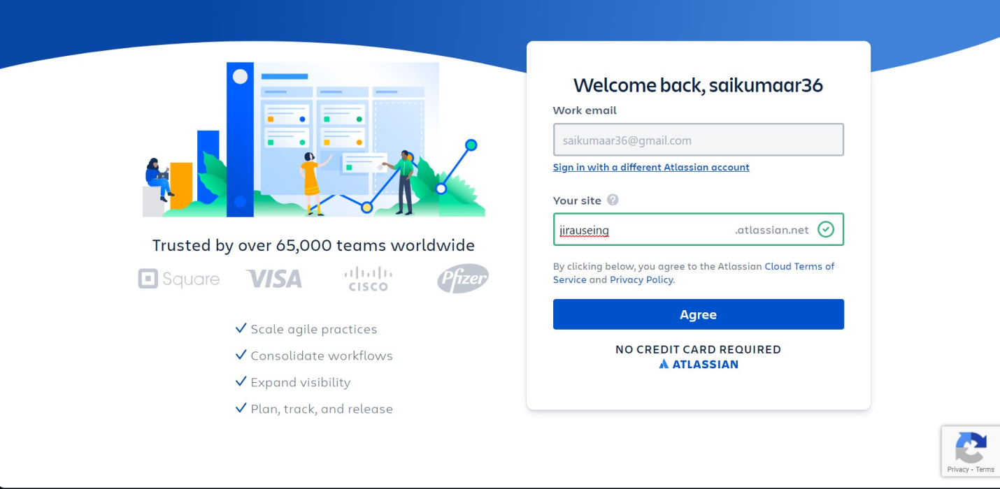 Welcome back, saikumaar36
Work email
saikumaar36@gmail.com
Sign in with a different Atlassian account
Your site ?
jirauseing .atlassian.net
By clicking below, you agree to the Atlassian Cloud Terms of
Service and Privacy Policy.
Agree
NO CREDIT CARD REQUIRED
ATLASSIAN
Trusted by over 65,000 teams worldwide
Square VISA CISCO Pfizer
Scale agile practices
Consolidate workflows
Expand visibility
Plan, track, and release
Privacy - Terms